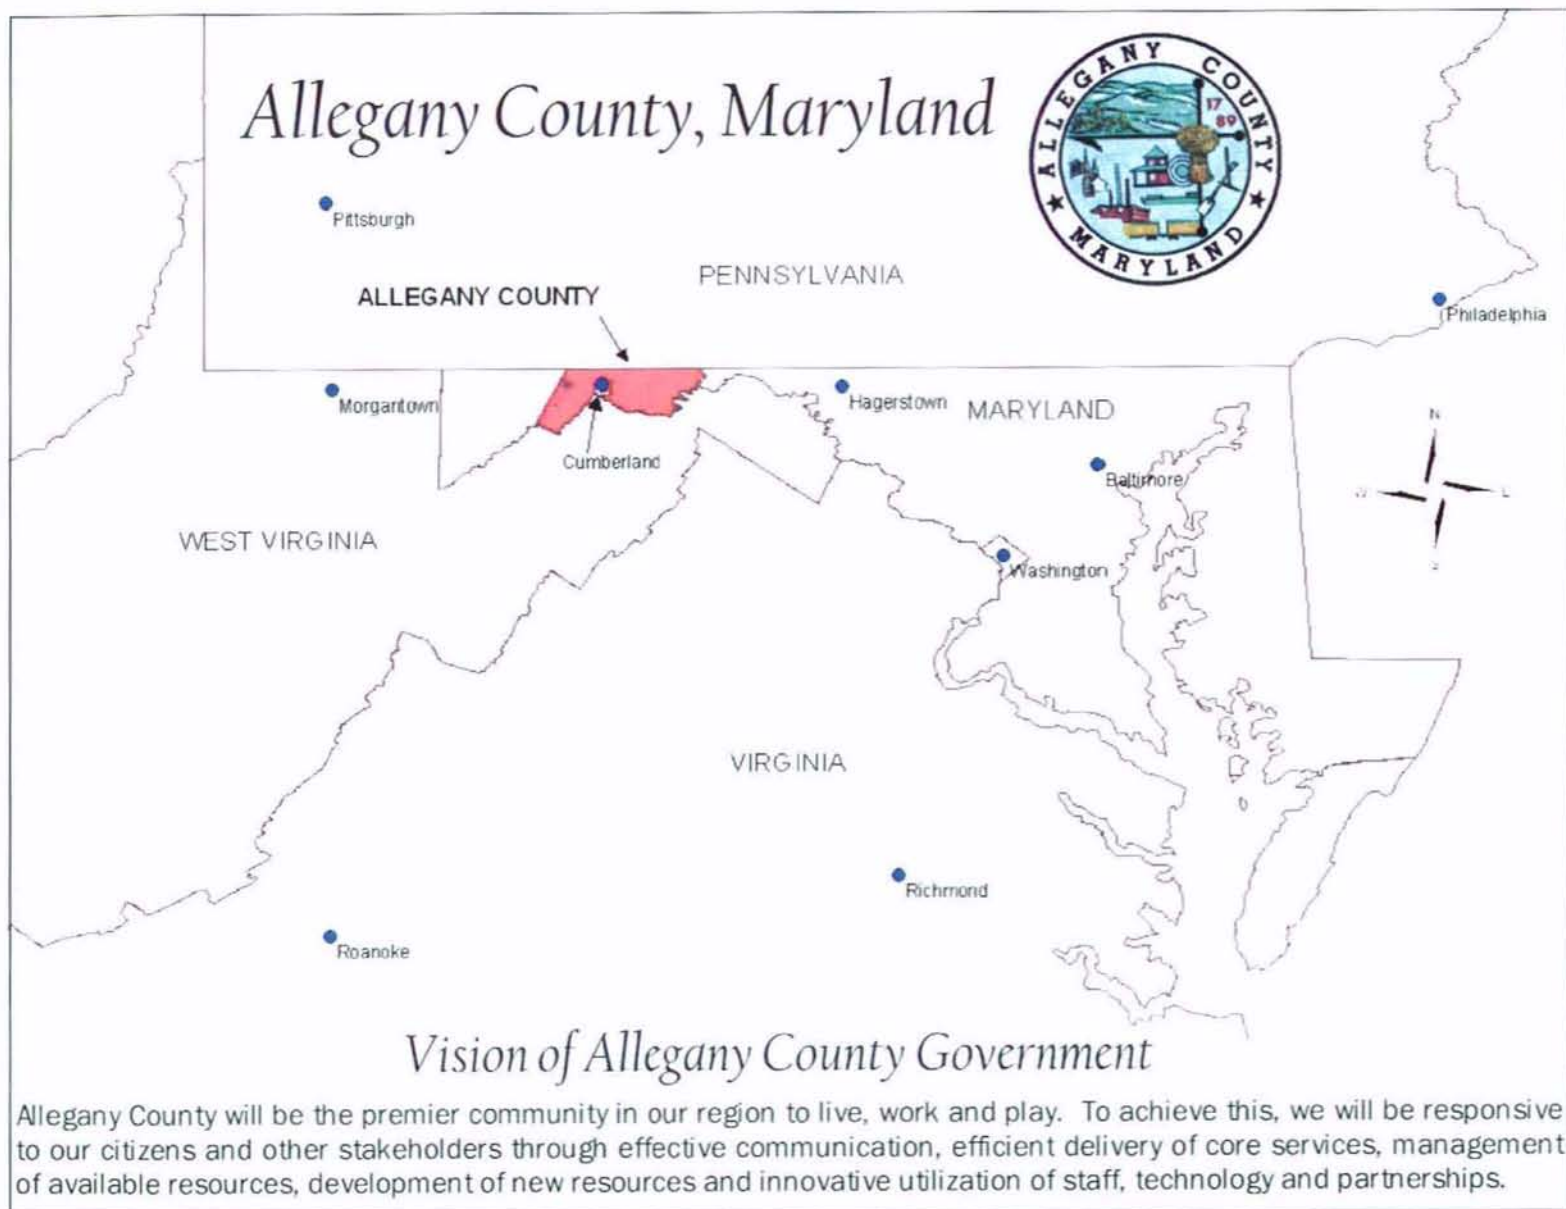 Allegany County, Maryland
ALLEGANY COUNTY
17
89
MARYLAND
Pittsburgh
PENNSYLVANIA
ALLEGANY COUNTY
Philadelphia
Morgantown
Hagerstown
MARYLAND
N
Cumberland
Baltimore
WEST VIRGINIA
Washington
VIRGINIA
Richmond
Roanoke
Vision of Allegany County Government
Allegany County will be the premier community in our region to live, work and play. To achieve this, we will be responsive
to our citizens and other stakeholders through effective communication, efficient delivery of core services, management
of available resources, development of new resources and innovative utilization of staff, technology and partnerships.